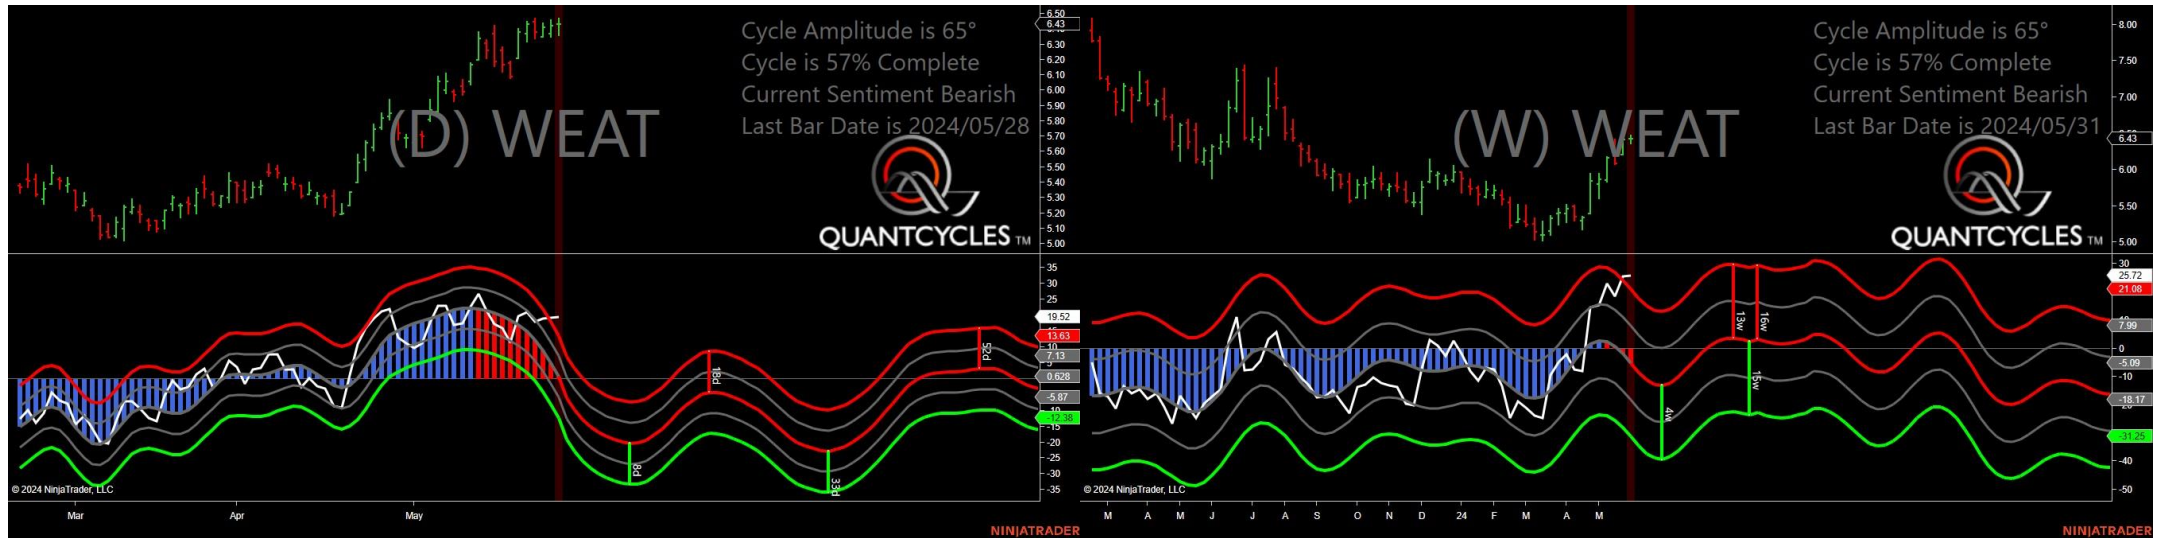 Cycle Amplitude is 65°
Cycle is 57% Complete
Current Sentiment Bearish
Last Bar Date is 2024/05/28
(D) WEAT
QUANTCYCLES TM
6.50
6.43
6.30
6.20
6.10
6.00
5.90
5.80
5.70
5.60
5.50
5.40
5.30
5.20
5.10
5.00
35
30
25
19.52
13.63
10
7.13
0.628
-5.87
-12.38
-15
-20
-25
-30
-35
8d
18d
33d
52d
© 2024 NinjaTrader, LLC
Mar Apr May
NINJATRADER
Cycle Amplitude is 65°
Cycle is 57% Complete
Current Sentiment Bearish
Last Bar Date is 2024/05/31
(W) WEAT
QUANTCYCLES TM
8.00
7.50
7.00
6.43
6.00
5.50
5.00
30
25.72
21.08
7.99
0
-5.09
-10
-18.17
-31.25
-40
-50
4w
13w
15w
16w
© 2024 NinjaTrader, LLC
M A M J J A S O N D 24 F M A M
NINJATRADER